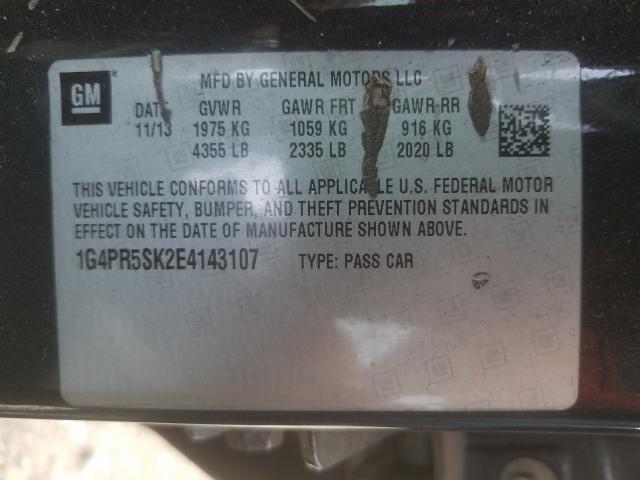 GM
MFD BY GENERAL MOTORS LLC
DATE GVWR GAWR FRT GAWR RR
11/13 1975 KG 1059 KG 916 KG
4355 LB 2335 LB 2020 LB
THIS VEHICLE CONFORMS TO ALL APPLICABLE U.S. FEDERAL MOTOR
VEHICLE SAFETY, BUMPER, AND THEFT PREVENTION STANDARDS IN
EFFECT ON THE DATE OF MANUFACTURE SHOWN ABOVE.
1G4PR5SK2E4143107 TYPE: PASS CAR